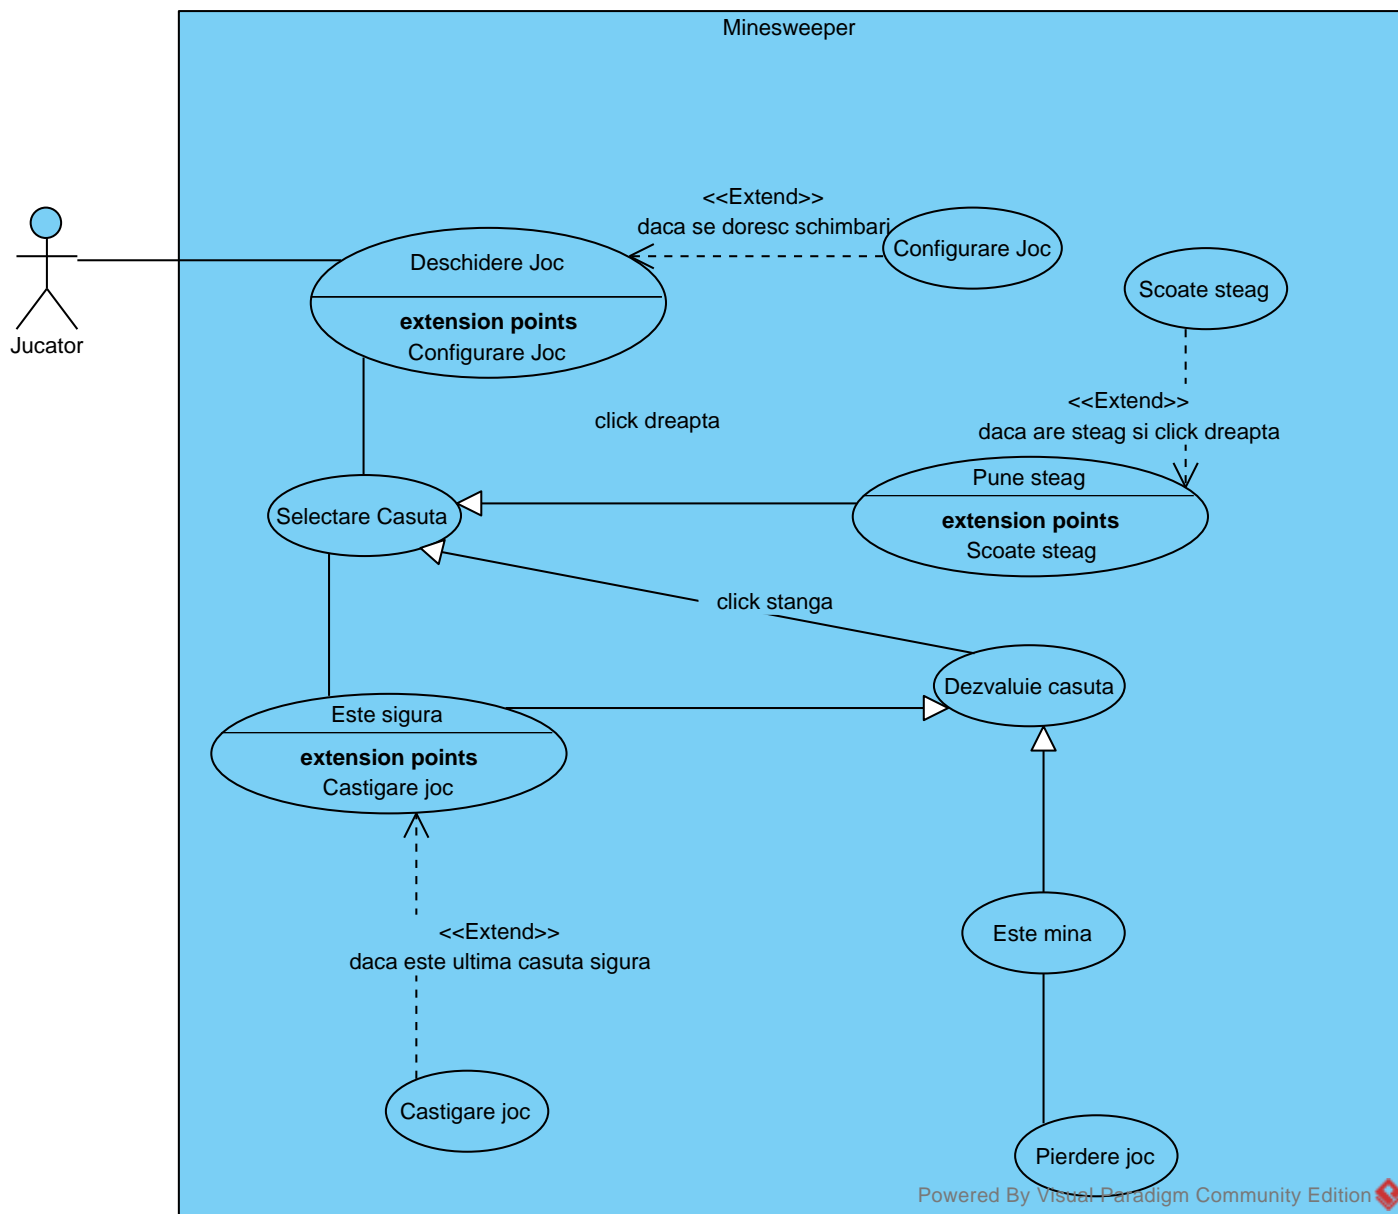 Minesweeper
<<Extend>>
daca se doresc schimbari
Configurare Joc
Deschidere Joc
extension points
Configurare Joc
Scoate steag
Jucator
<<Extend>>
daca are steag si click dreapta
click dreapta
Pune steag
extension points
Scoate steag
Selectare Casuta
click stanga
Dezvaluie casuta
Este sigura
extension points
Castigare joc
<<Extend>>
daca este ultima casuta sigura
Este mina
Castigare joc
Pierdere joc
Powered By Visual Paradigm Community Edition